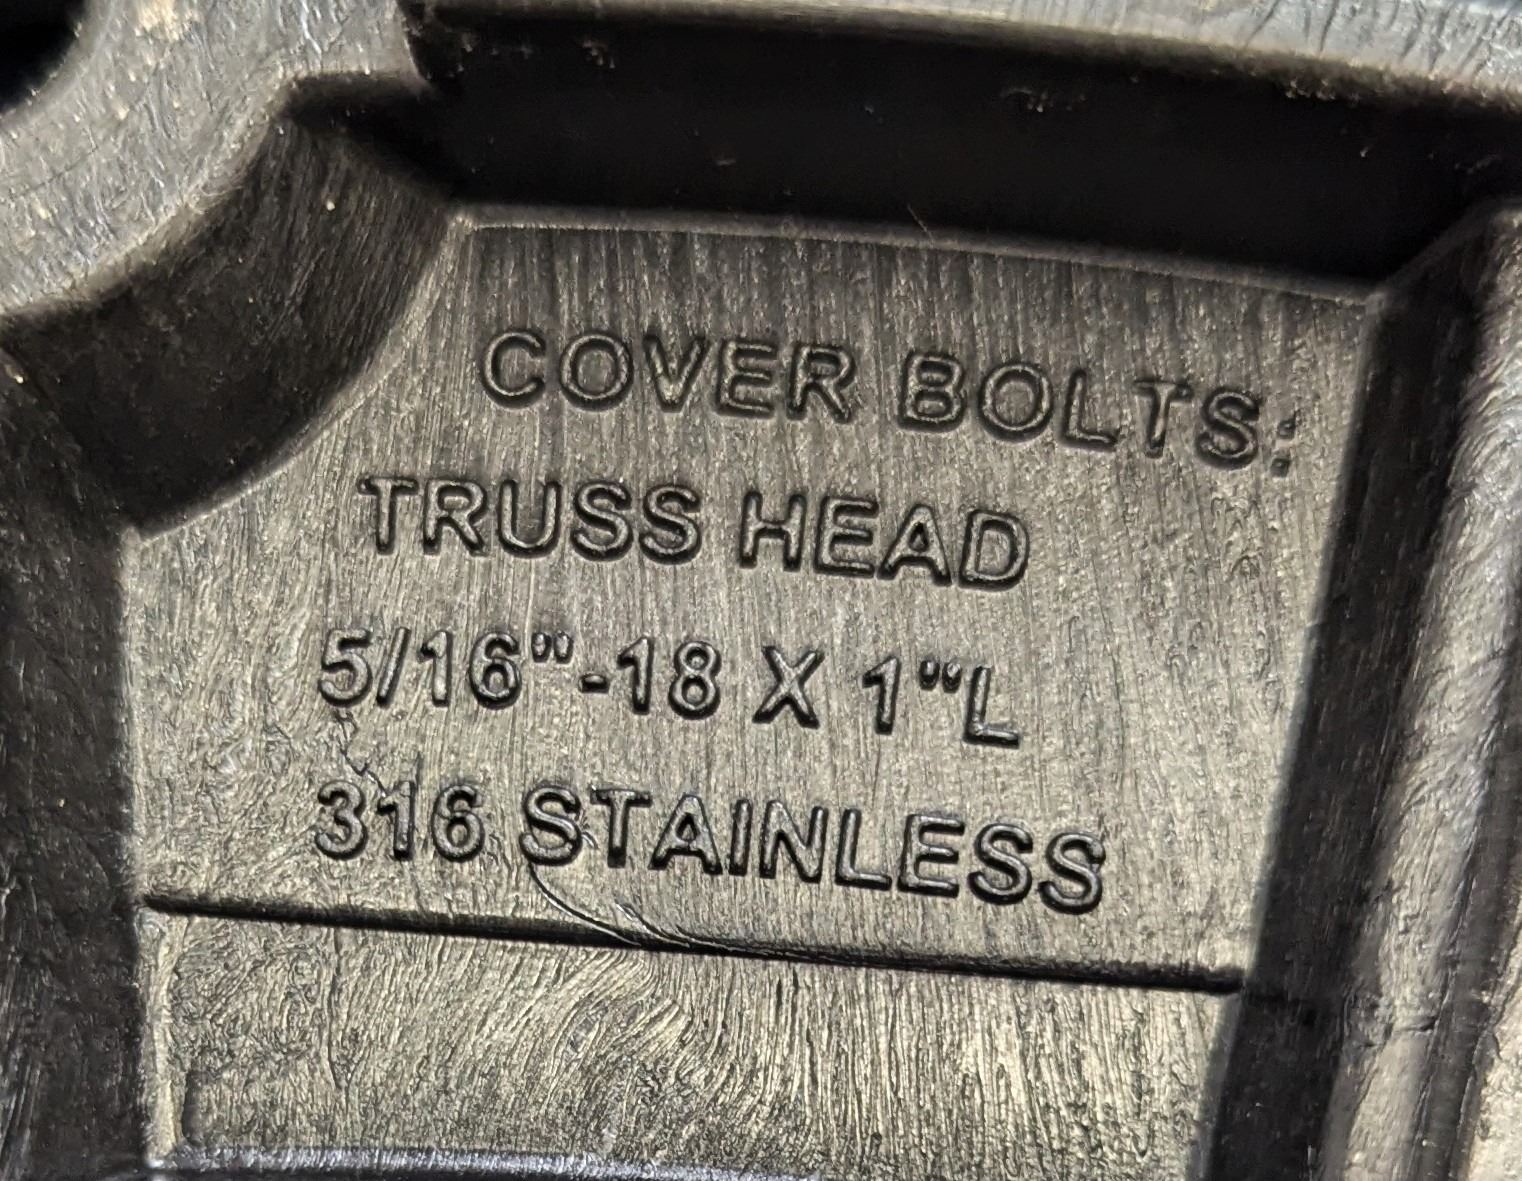 COVER BOLTS:
TRUSS HEAD
5/16"-18 X 1"L
316 STAINLESS